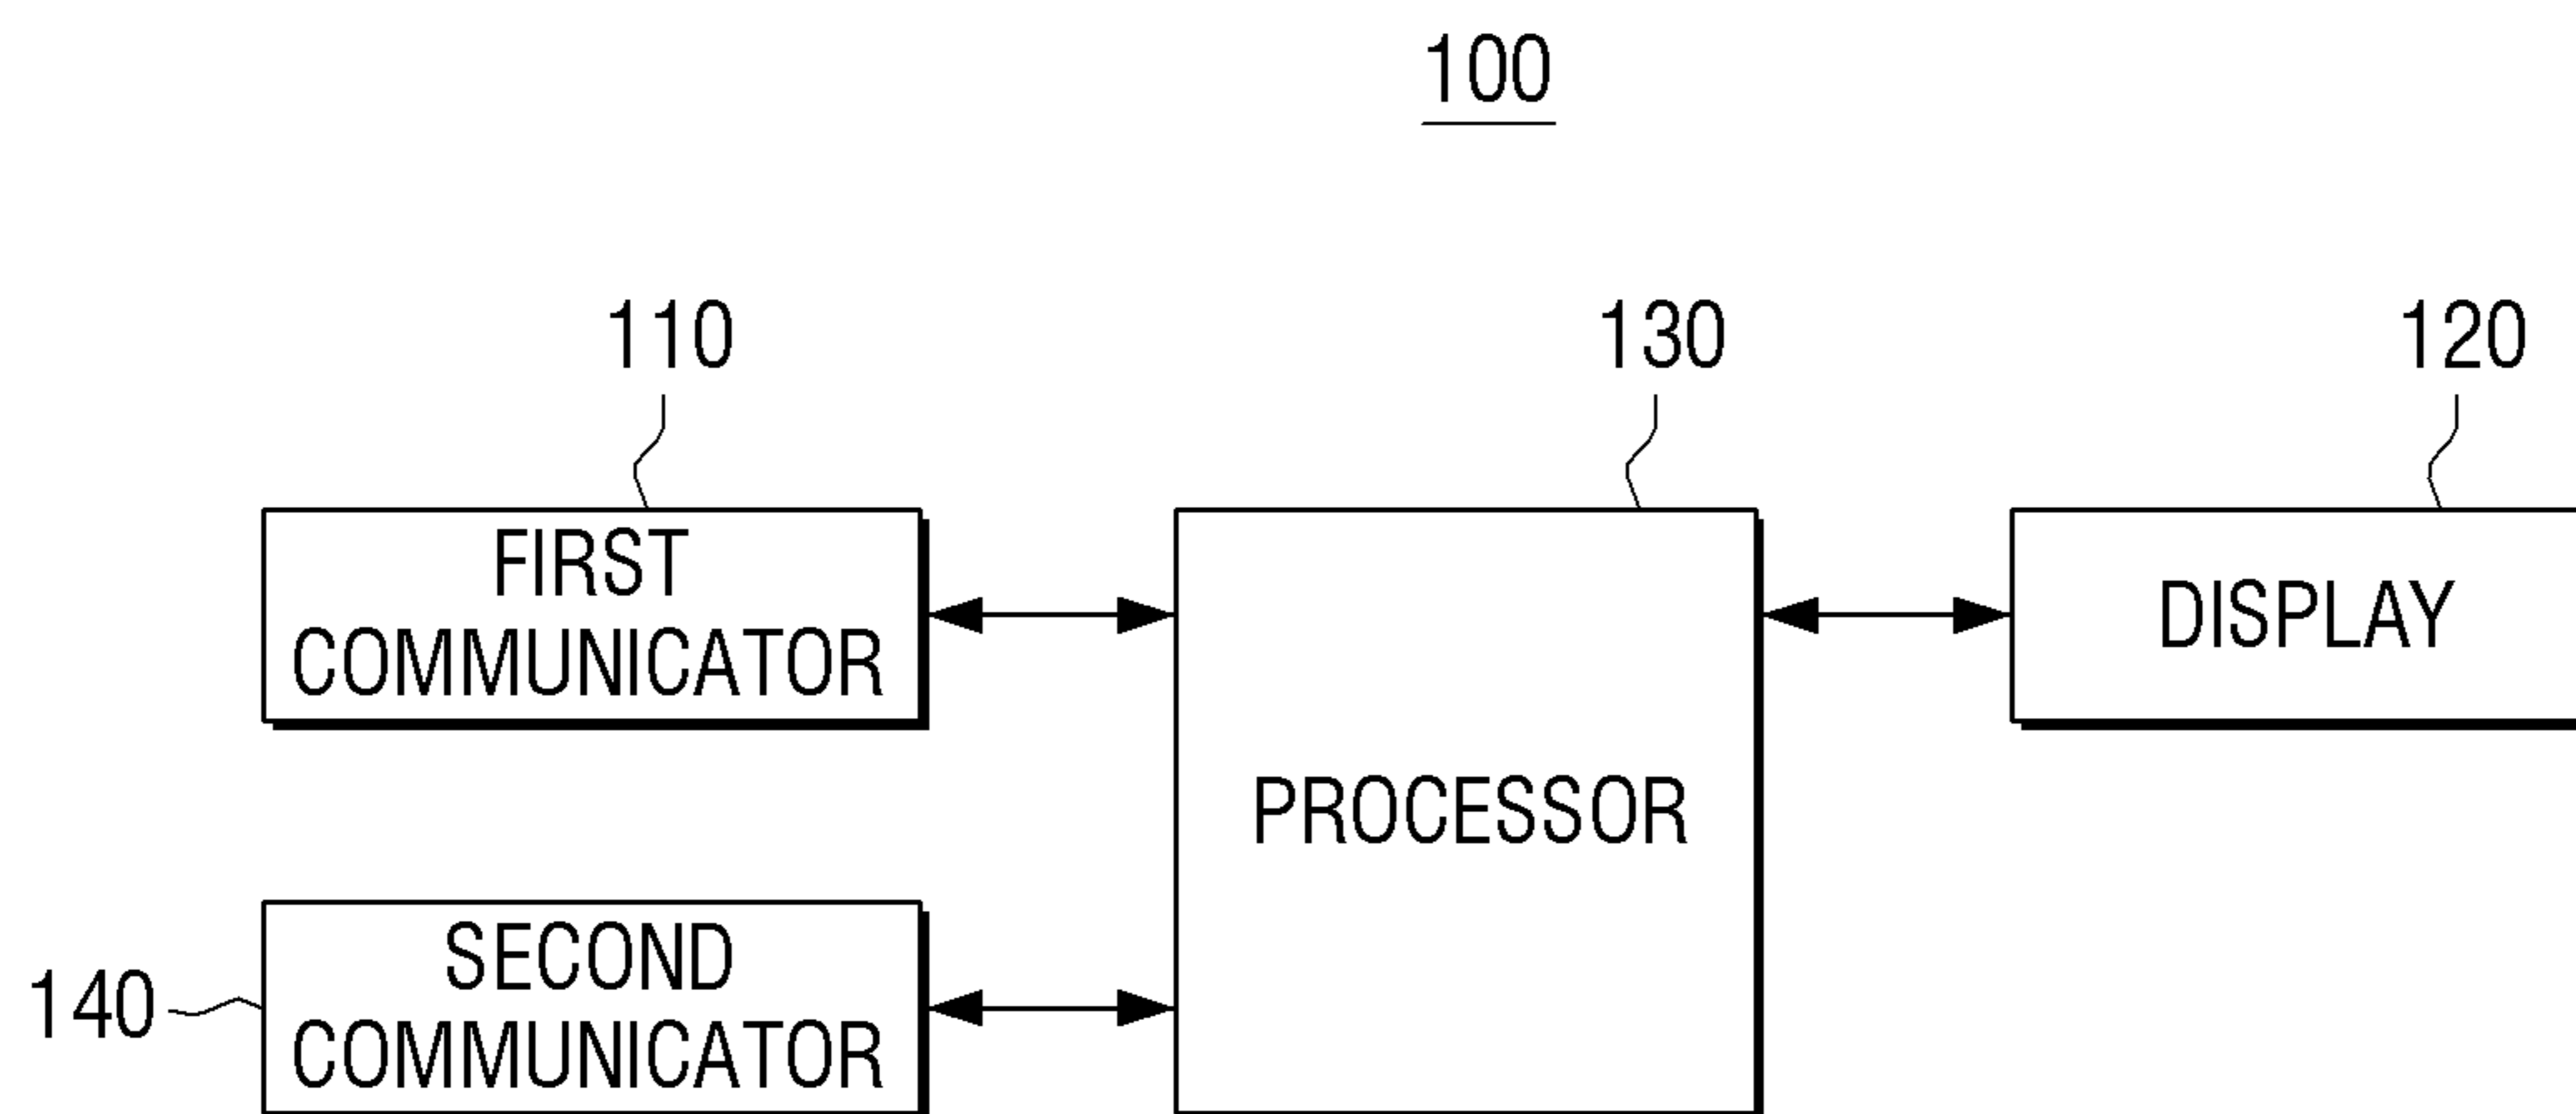 100
110
130
120
FIRST
COMMUNICATOR
DISPLAY
PROCESSOR
140
SECOND
COMMUNICATOR